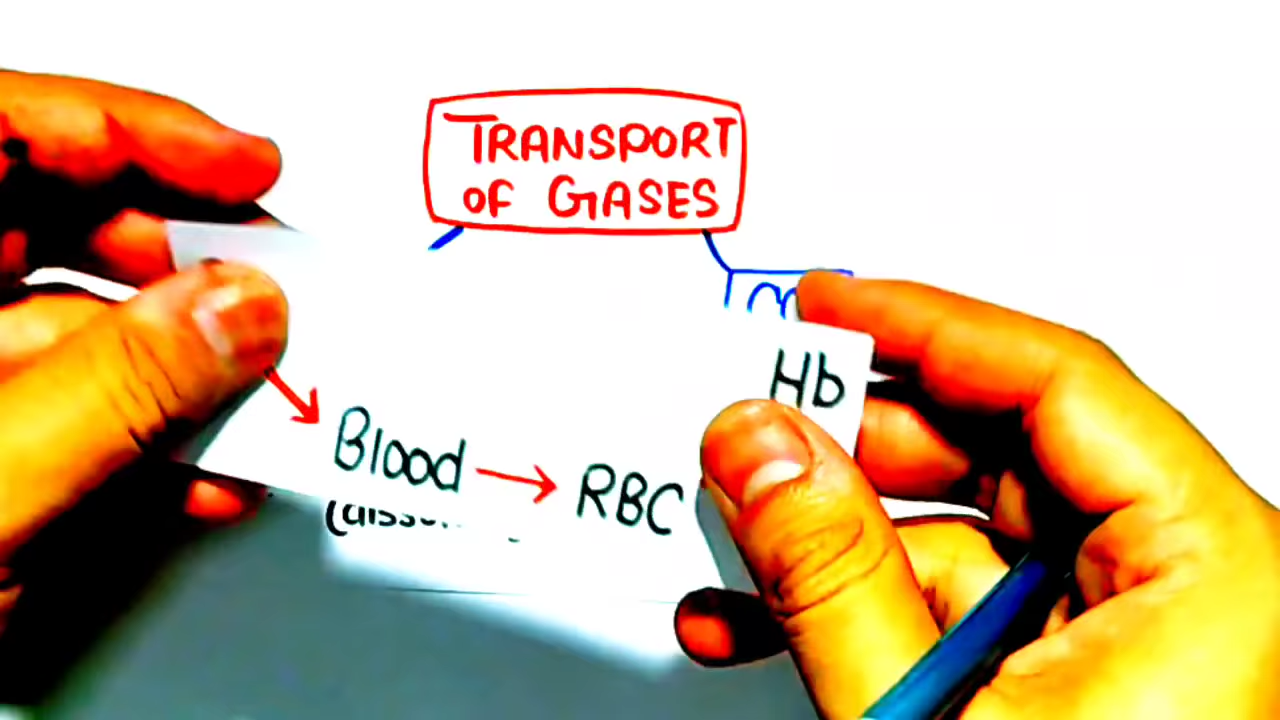 TRANSPORT
OF GASES
Hb
Blood → RBC